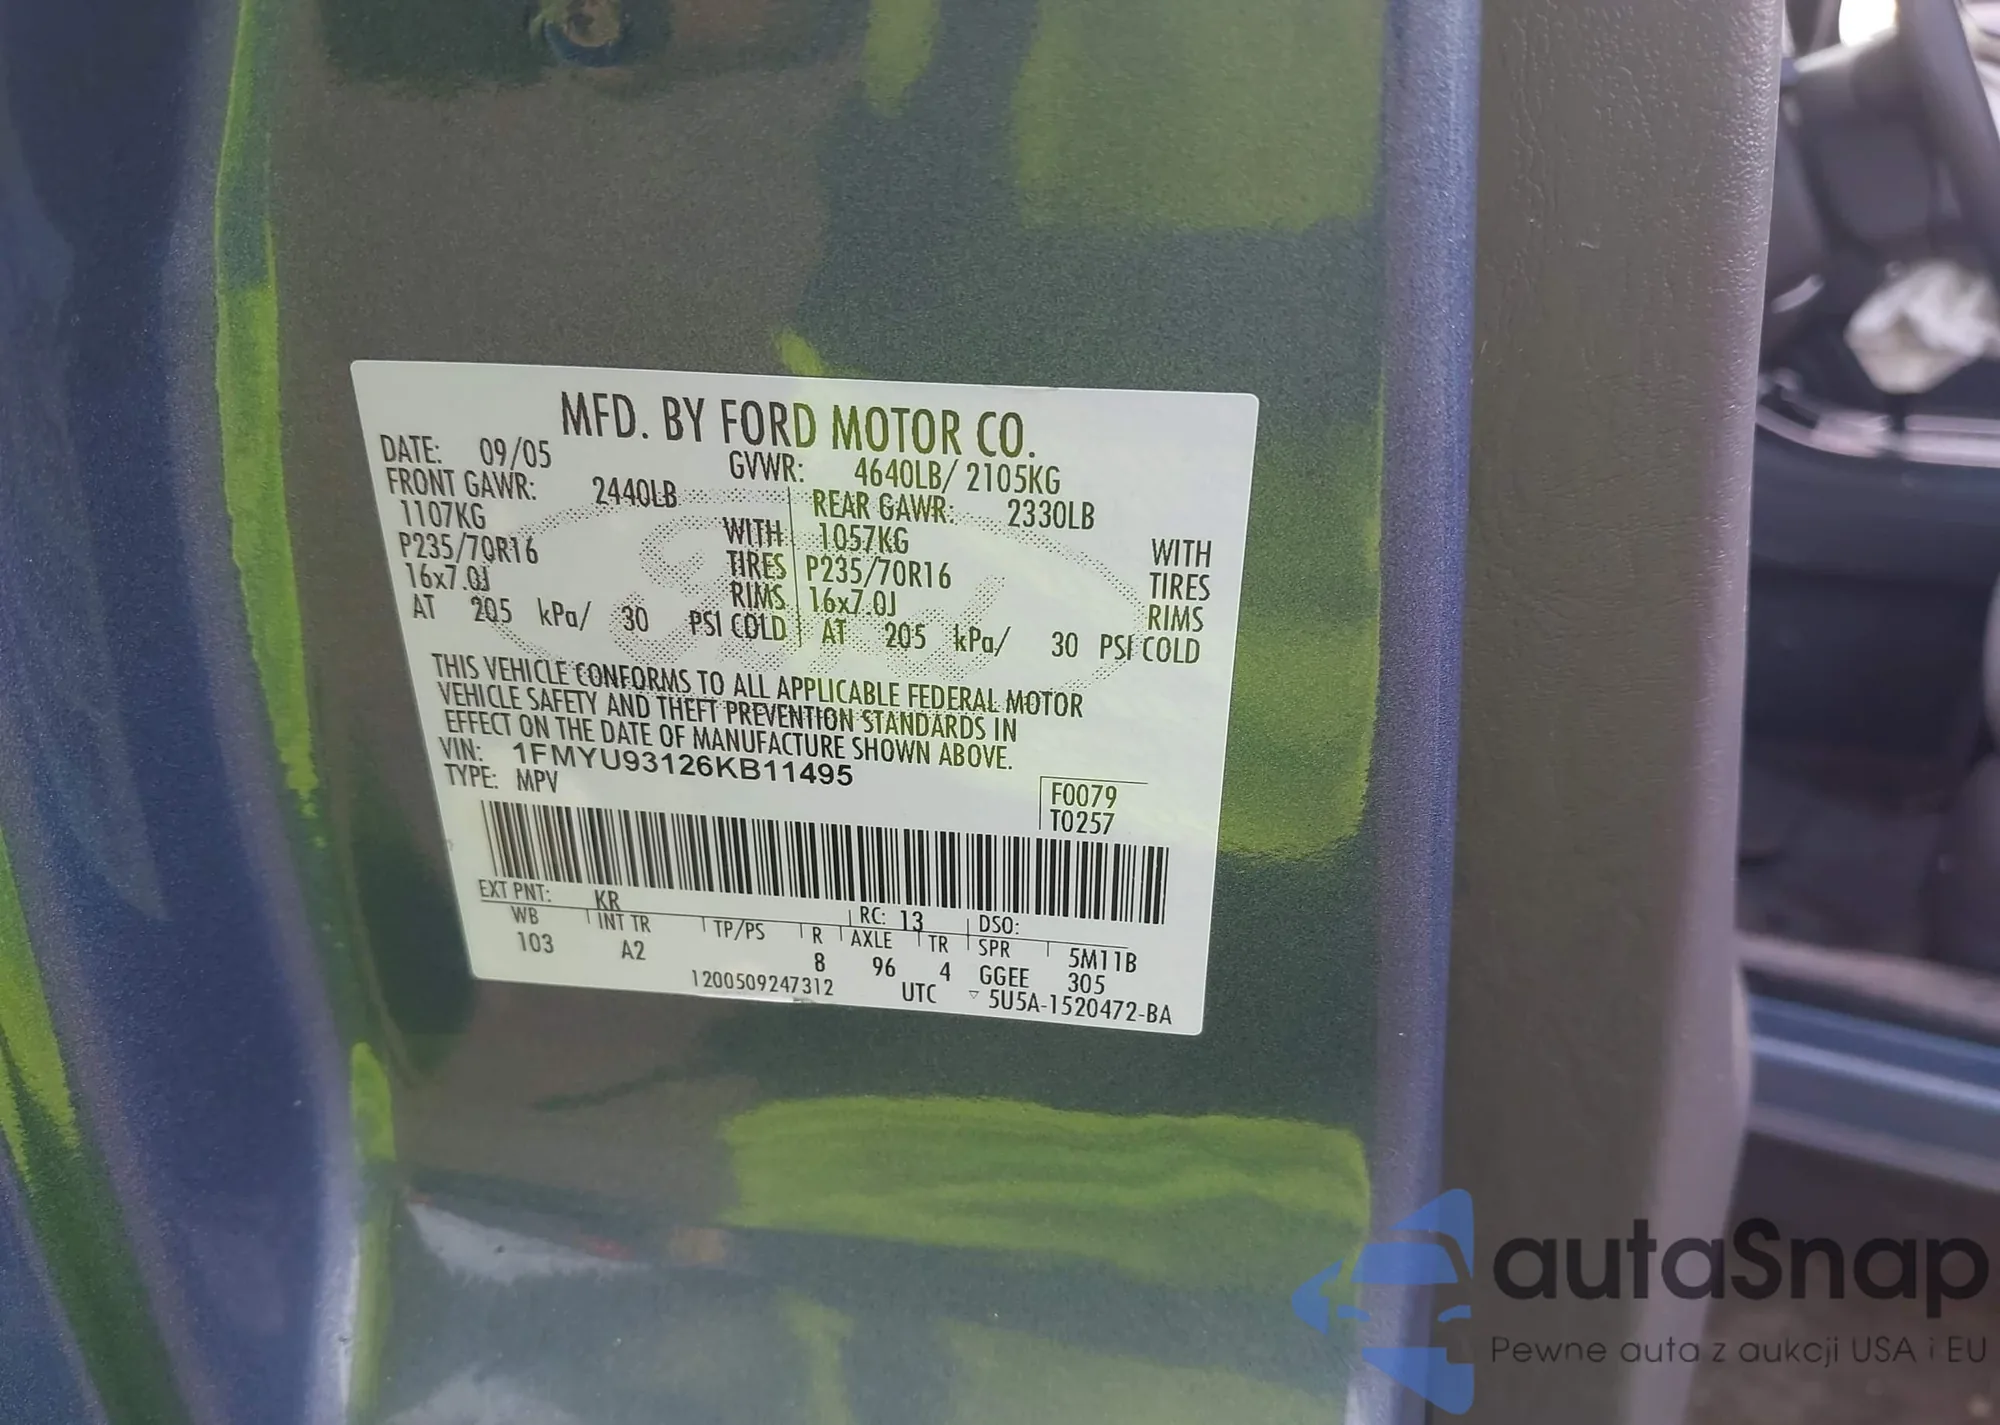 MFD. BY FORD MOTOR CO.
DATE: 09/05 GVWR: 4640LB/ 2105KG
FRONT GAWR: 2440LB REAR GAWR: 2330LB
1107KG WITH 1057KG WITH
P235/70R16 TIRES P235/70R16 TIRES
16x7.0J RIMS 16x7.0J RIMS
AT 205 kPa/ 30 PSI COLD AT 205 kPa/ 30 PSI COLD
THIS VEHICLE CONFORMS TO ALL APPLICABLE FEDERAL MOTOR
VEHICLE SAFETY AND THEFT PREVENTION STANDARDS IN
EFFECT ON THE DATE OF MANUFACTURE SHOWN ABOVE.
VIN: 1FMYU93126KB11495
TYPE: MPV
F0079
T0257
EXT PNT: KR RC: 13 DSO:
WB INT TR TP/PS R AXLE TR SPR 5M11B
103 A2 8 96 4 GGEE 305
1200509247312 UTC ▽ 5U5A-1520472-BA
autaSnap
Pewne auta z aukcji USA i EU